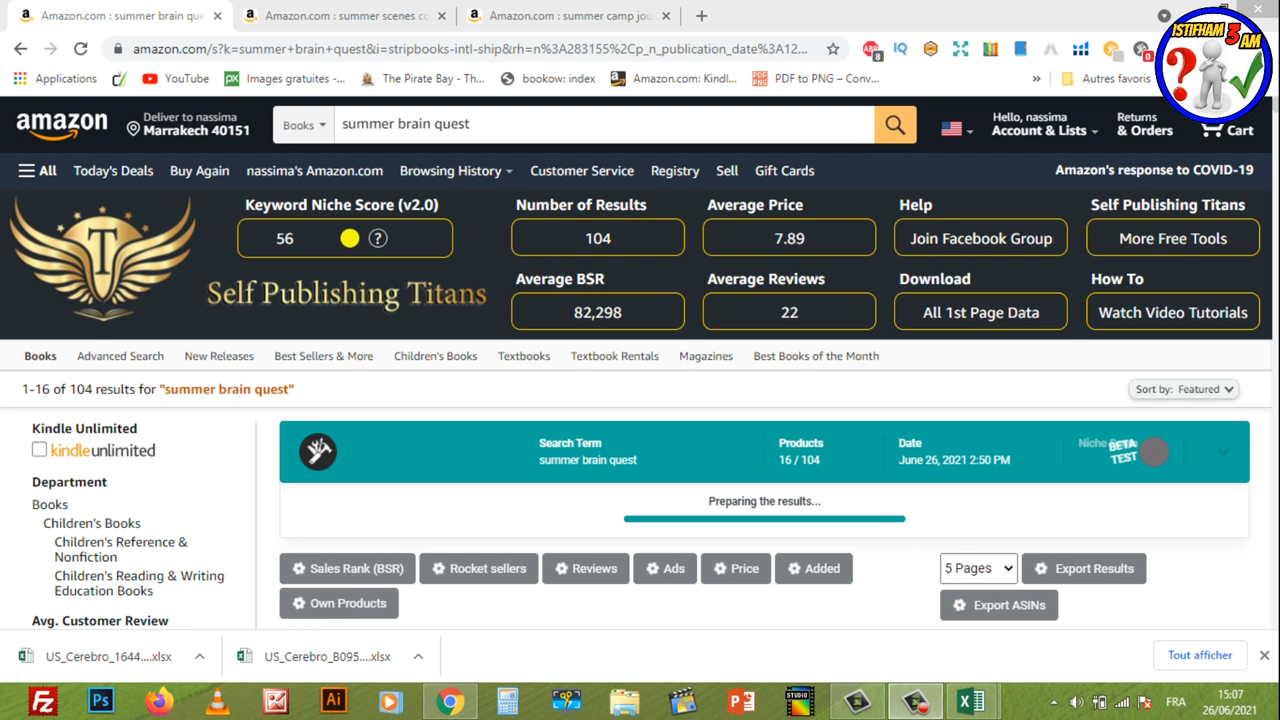 Amazon.com : summer brain que
Amazon.com : summer scenes co
Amazon.com : summer camp jou
amazon.com/s?k=summer+brain+quest&i=stripbooks-intl-ship&rh=n%3A283155%2Cp_n_publication_date%3A12...
ISTIFHAM 3AM
Applications
YouTube
Images gratuites -...
The Pirate Bay - Th...
bookow: index
Amazon.com: Kindl...
PDF to PNG – Conv...
»
Autres favoris
amazon
Deliver to nassima
Marrakech 40151
Books
summer brain quest
Hello, nassima
Account & Lists
Returns
& Orders
Cart
All
Today's Deals
Buy Again
nassima's Amazon.com
Browsing History
Customer Service
Registry
Sell
Gift Cards
Amazon's response to COVID-19
T
Self Publishing Titans
Keyword Niche Score (v2.0)
56
?
Number of Results
104
Average Price
7.89
Help
Join Facebook Group
Self Publishing Titans
More Free Tools
Average BSR
82,298
Average Reviews
22
Download
All 1st Page Data
How To
Watch Video Tutorials
Books
Advanced Search
New Releases
Best Sellers & More
Children's Books
Textbooks
Textbook Rentals
Magazines
Best Books of the Month
1-16 of 104 results for "summer brain quest"
Sort by: Featured
Kindle Unlimited
kindleunlimited
Department
Books
Children's Books
Children's Reference &
Nonfiction
Children's Reading & Writing
Education Books
Avg. Customer Review
Search Term
summer brain quest
Products
16 / 104
Date
June 26, 2021 2:50 PM
BETA
TEST
Preparing the results...
Sales Rank (BSR)
Rocket sellers
Reviews
Ads
Price
Added
Own Products
5 Pages
Export Results
Export ASINs
US_Cerebro_1644....xlsx
US_Cerebro_B095....xlsx
Tout afficher
FRA
15:07
26/06/2021